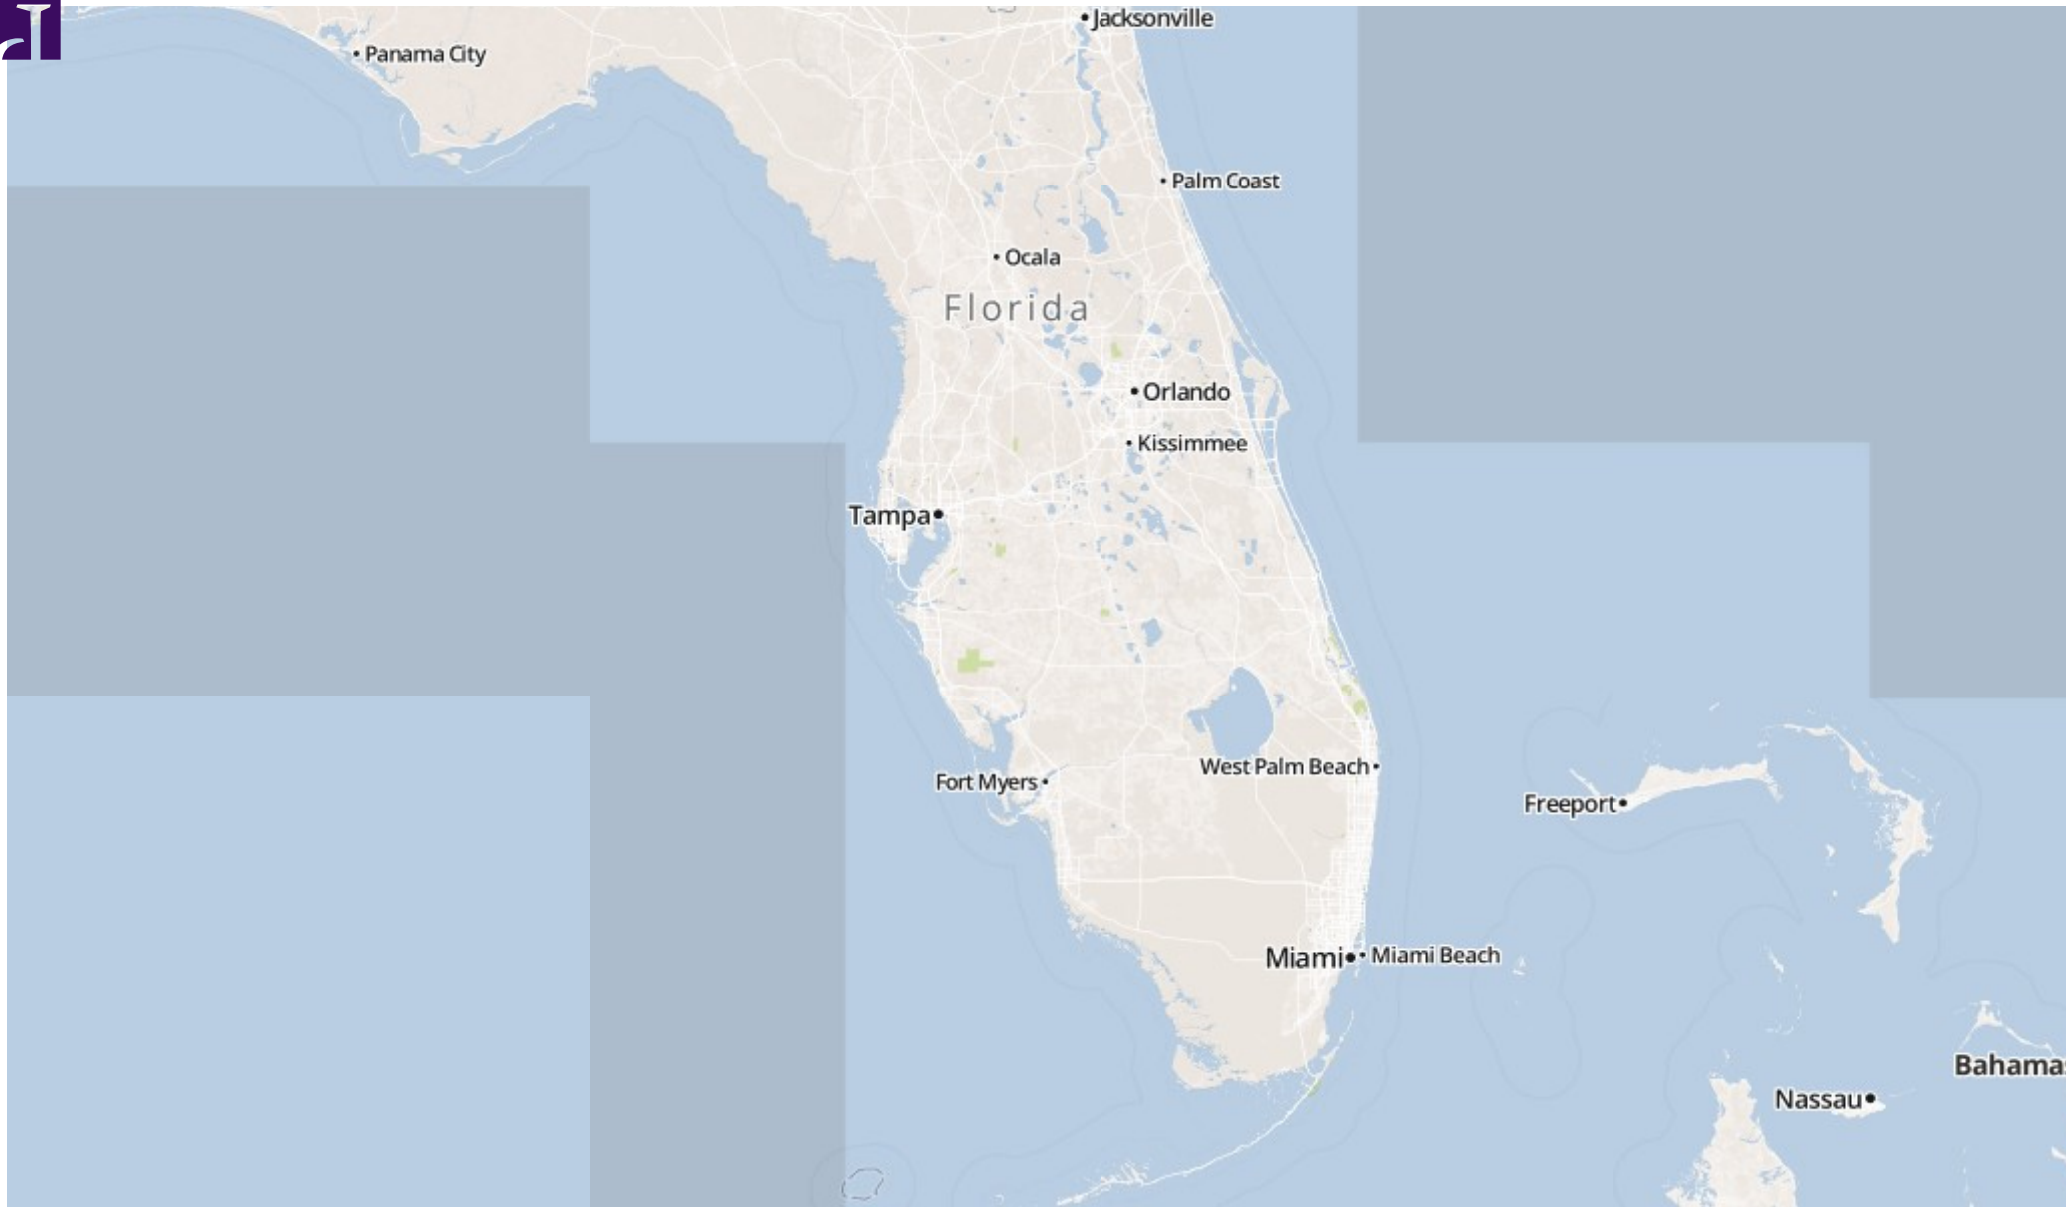 Jacksonville
Panama City
Palm Coast
Ocala
Florida
Orlando
Kissimmee
Tampa
West Palm Beach
Fort Myers
Freeport
Miami
Miami Beach
Bahamas
Nassau